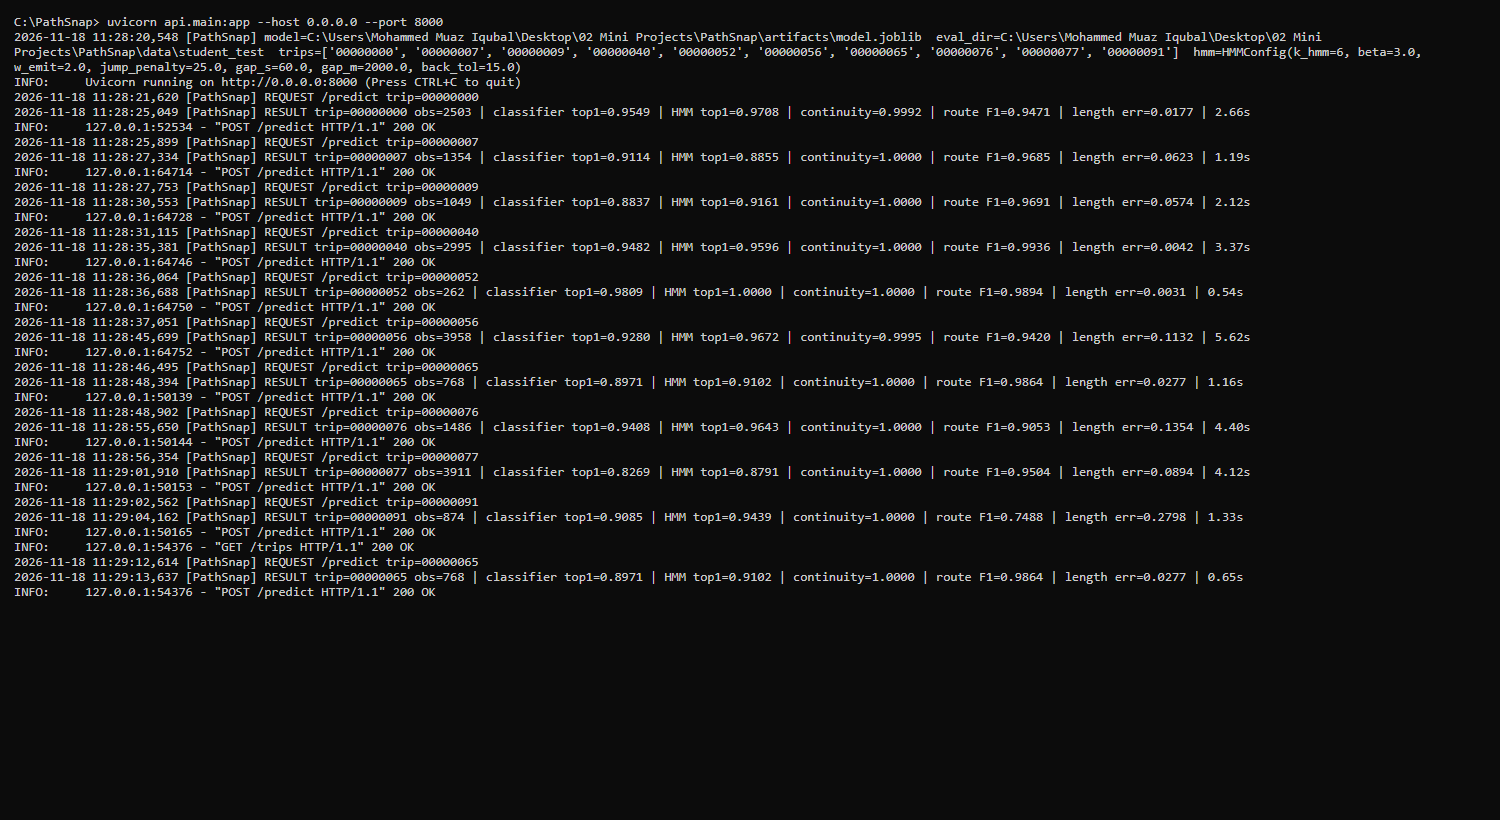 C:\PathSnap> uvicorn api.main:app --host 0.0.0.0 --port 8000
2026-11-18 11:28:20,548 [PathSnap] model=C:\Users\Mohammed Muaz Iqubal\Desktop\02 Mini Projects\PathSnap\artifacts\model.joblib  eval_dir=C:\Users\Mohammed Muaz Iqubal\Desktop\02 Mini
Projects\PathSnap\data\student_test  trips=['00000000', '00000007', '00000009', '00000040', '00000052', '00000056', '00000065', '00000076', '00000077', '00000091']  hmm=HMMConfig(k_hmm=6, beta=3.0,
w_emit=2.0, jump_penalty=25.0, gap_s=60.0, gap_m=2000.0, back_tol=15.0)
INFO:     Uvicorn running on http://0.0.0.0:8000 (Press CTRL+C to quit)
2026-11-18 11:28:21,620 [PathSnap] REQUEST /predict trip=00000000
2026-11-18 11:28:25,049 [PathSnap] RESULT trip=00000000 obs=2503 | classifier top1=0.9549 | HMM top1=0.9708 | continuity=0.9992 | route F1=0.9471 | length err=0.0177 | 2.66s
INFO:     127.0.0.1:52534 - "POST /predict HTTP/1.1" 200 OK
2026-11-18 11:28:25,899 [PathSnap] REQUEST /predict trip=00000007
2026-11-18 11:28:27,334 [PathSnap] RESULT trip=00000007 obs=1354 | classifier top1=0.9114 | HMM top1=0.8855 | continuity=1.0000 | route F1=0.9685 | length err=0.0623 | 1.19s
INFO:     127.0.0.1:64714 - "POST /predict HTTP/1.1" 200 OK
2026-11-18 11:28:27,753 [PathSnap] REQUEST /predict trip=00000009
2026-11-18 11:28:30,553 [PathSnap] RESULT trip=00000009 obs=1049 | classifier top1=0.8837 | HMM top1=0.9161 | continuity=1.0000 | route F1=0.9691 | length err=0.0574 | 2.12s
INFO:     127.0.0.1:64728 - "POST /predict HTTP/1.1" 200 OK
2026-11-18 11:28:31,115 [PathSnap] REQUEST /predict trip=00000040
2026-11-18 11:28:35,381 [PathSnap] RESULT trip=00000040 obs=2995 | classifier top1=0.9482 | HMM top1=0.9596 | continuity=1.0000 | route F1=0.9936 | length err=0.0042 | 3.37s
INFO:     127.0.0.1:64746 - "POST /predict HTTP/1.1" 200 OK
2026-11-18 11:28:36,064 [PathSnap] REQUEST /predict trip=00000052
2026-11-18 11:28:36,688 [PathSnap] RESULT trip=00000052 obs=262 | classifier top1=0.9809 | HMM top1=1.0000 | continuity=1.0000 | route F1=0.9894 | length err=0.0031 | 0.54s
INFO:     127.0.0.1:64750 - "POST /predict HTTP/1.1" 200 OK
2026-11-18 11:28:37,051 [PathSnap] REQUEST /predict trip=00000056
2026-11-18 11:28:45,699 [PathSnap] RESULT trip=00000056 obs=3958 | classifier top1=0.9280 | HMM top1=0.9672 | continuity=0.9995 | route F1=0.9420 | length err=0.1132 | 5.62s
INFO:     127.0.0.1:64752 - "POST /predict HTTP/1.1" 200 OK
2026-11-18 11:28:46,495 [PathSnap] REQUEST /predict trip=00000065
2026-11-18 11:28:48,394 [PathSnap] RESULT trip=00000065 obs=768 | classifier top1=0.8971 | HMM top1=0.9102 | continuity=1.0000 | route F1=0.9864 | length err=0.0277 | 1.16s
INFO:     127.0.0.1:50139 - "POST /predict HTTP/1.1" 200 OK
2026-11-18 11:28:48,902 [PathSnap] REQUEST /predict trip=00000076
2026-11-18 11:28:55,650 [PathSnap] RESULT trip=00000076 obs=1486 | classifier top1=0.9408 | HMM top1=0.9643 | continuity=1.0000 | route F1=0.9053 | length err=0.1354 | 4.40s
INFO:     127.0.0.1:50144 - "POST /predict HTTP/1.1" 200 OK
2026-11-18 11:28:56,354 [PathSnap] REQUEST /predict trip=00000077
2026-11-18 11:29:01,910 [PathSnap] RESULT trip=00000077 obs=3911 | classifier top1=0.8269 | HMM top1=0.8791 | continuity=1.0000 | route F1=0.9504 | length err=0.0894 | 4.12s
INFO:     127.0.0.1:50153 - "POST /predict HTTP/1.1" 200 OK
2026-11-18 11:29:02,562 [PathSnap] REQUEST /predict trip=00000091
2026-11-18 11:29:04,162 [PathSnap] RESULT trip=00000091 obs=874 | classifier top1=0.9085 | HMM top1=0.9439 | continuity=1.0000 | route F1=0.7488 | length err=0.2798 | 1.33s
INFO:     127.0.0.1:50165 - "POST /predict HTTP/1.1" 200 OK
INFO:     127.0.0.1:54376 - "GET /trips HTTP/1.1" 200 OK
2026-11-18 11:29:12,614 [PathSnap] REQUEST /predict trip=00000065
2026-11-18 11:29:13,637 [PathSnap] RESULT trip=00000065 obs=768 | classifier top1=0.8971 | HMM top1=0.9102 | continuity=1.0000 | route F1=0.9864 | length err=0.0277 | 0.65s
INFO:     127.0.0.1:54376 - "POST /predict HTTP/1.1" 200 OK